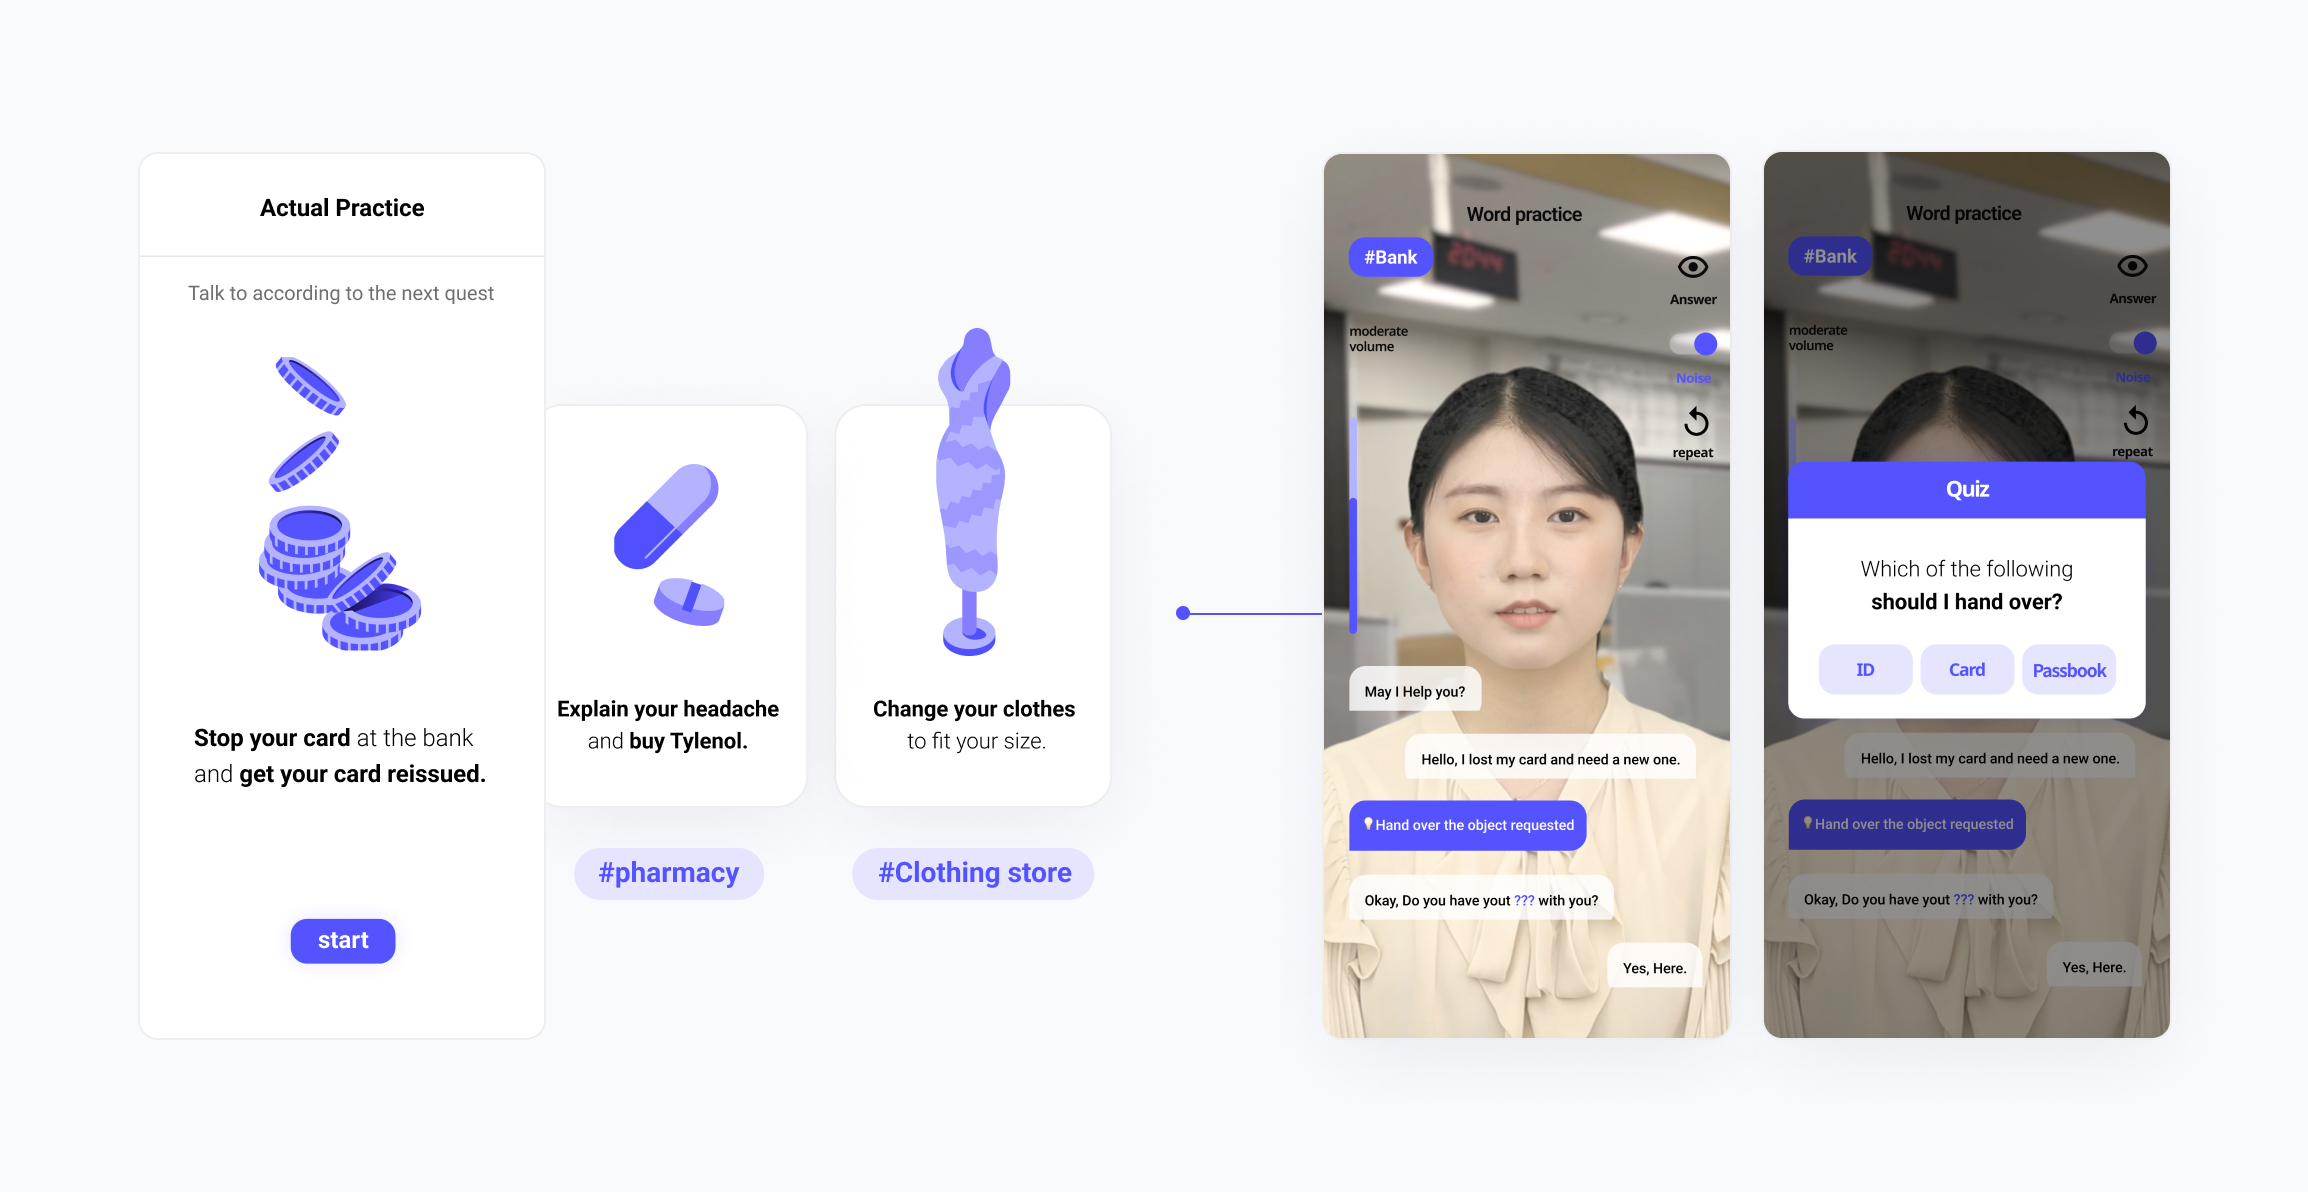 Actual Practice
Talk to according to the next quest
Stop your card at the bank
and get your card reissued.
start
Explain your headache
and buy Tylenol.
#pharmacy
Change your clothes
to fit your size.
#Clothing store
Word practice
#Bank
20:44
Answer
moderate
volume
Noise
repeat
May I Help you?
Hello, I lost my card and need a new one.
Hand over the object requested
Okay, Do you have yout ??? with you?
Yes, Here.
Word practice
#Bank
20:44
Answer
moderate
volume
Noise
repeat
Quiz
Which of the following
should I hand over?
ID
Card
Passbook
Hello, I lost my card and need a new one.
Hand over the object requested
Okay, Do you have yout ??? with you?
Yes, Here.